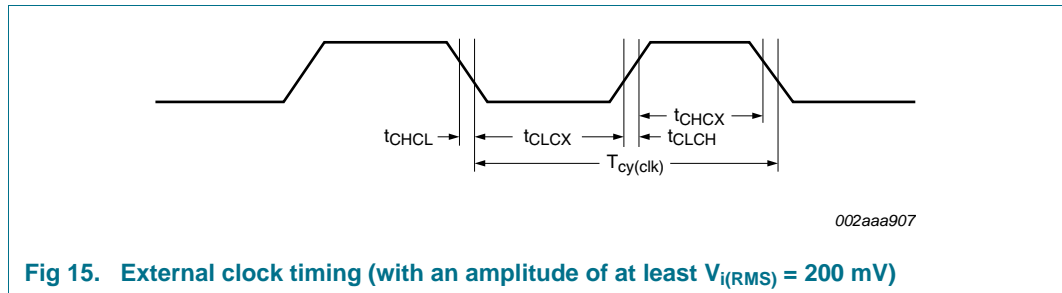 tCHCX
tCHCL tCLCX tCLCH
Tcy(clk)
002aaa907
Fig 15. External clock timing (with an amplitude of at least Vi(RMS) = 200 mV)